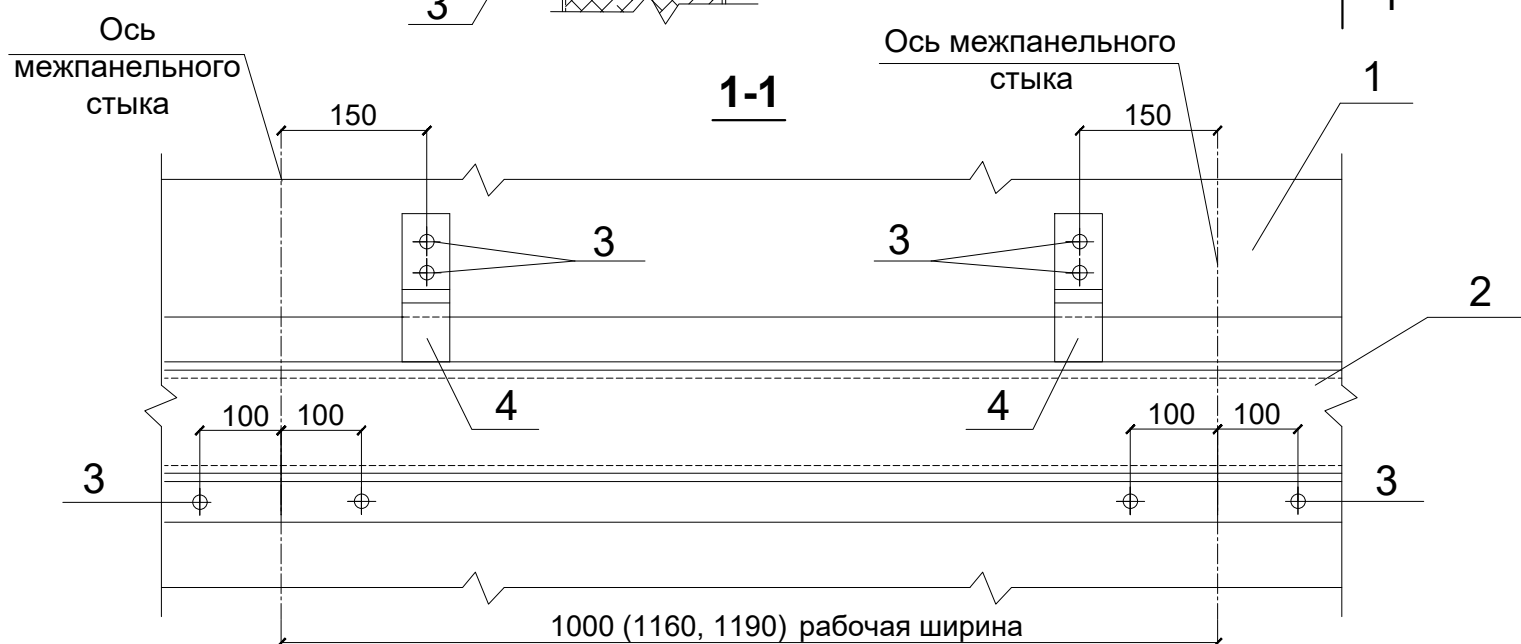 3
1
Ось
межпанельного
стыка
Ось межпанельного
стыка
1-1
1
150
150
3
3
2
4
4
100
100
100
100
3
3
1000 (1160, 1190) рабочая ширина